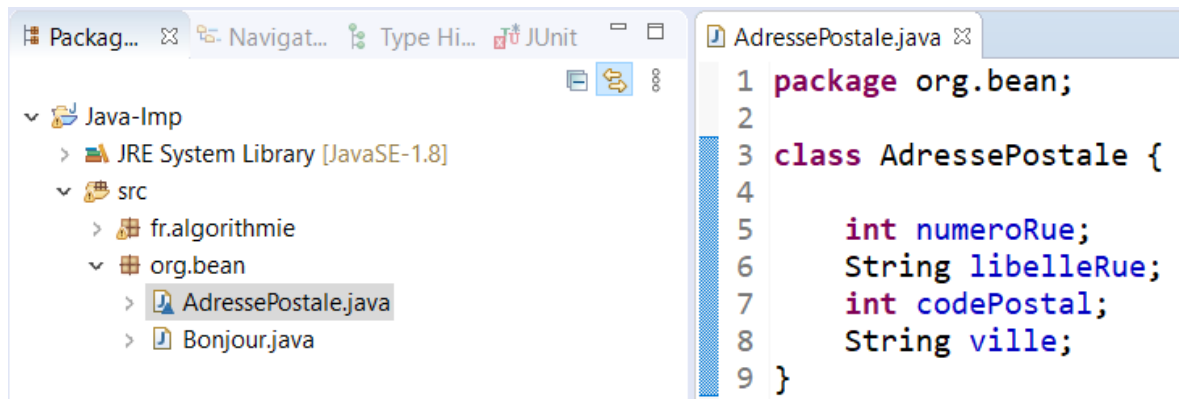 Packag...
Navigat...
Type Hi...
JUnit
Java-Imp
JRE System Library [JavaSE-1.8]
src
fr.algorithmie
org.bean
AdressePostale.java
Bonjour.java
AdressePostale.java
1 package org.bean;
2
3 class AdressePostale {
4
5     int numeroRue;
6     String libelleRue;
7     int codePostal;
8     String ville;
9 }